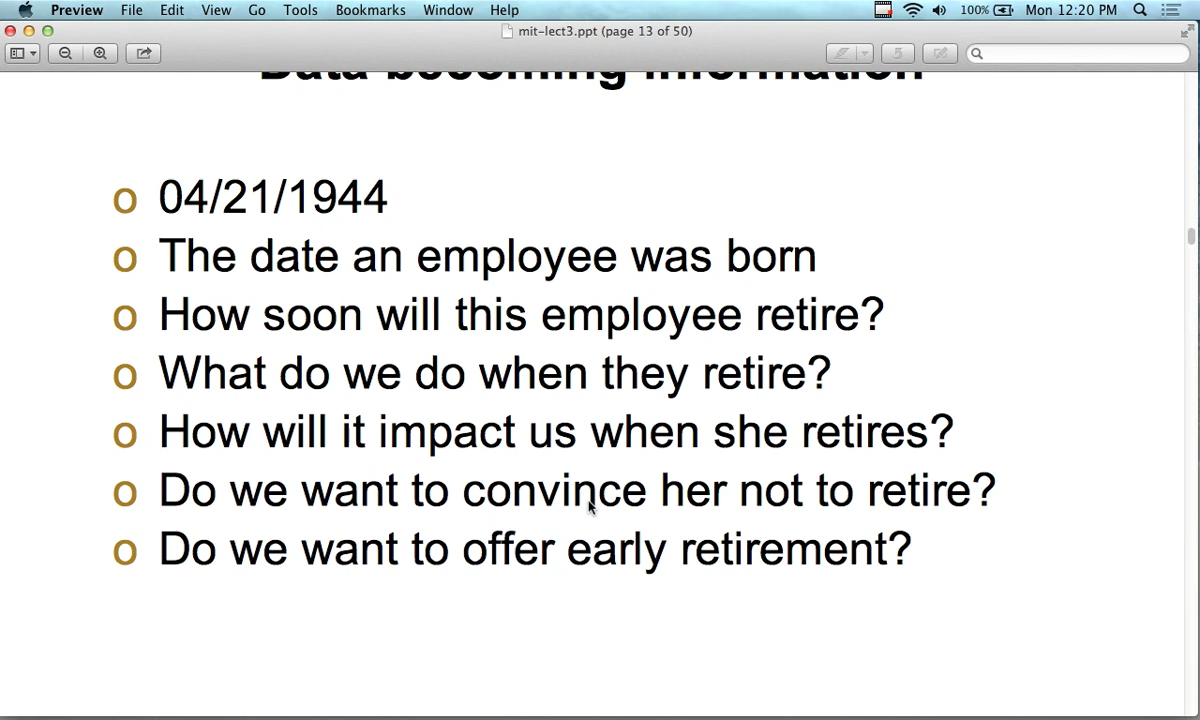 Preview File Edit View Go Tools Bookmarks Window Help 100% Mon 12:20 PM
mit-lect3.ppt (page 13 of 50)
Data becoming information
o 04/21/1944
o The date an employee was born
o How soon will this employee retire?
o What do we do when they retire?
o How will it impact us when she retires?
o Do we want to convince her not to retire?
o Do we want to offer early retirement?